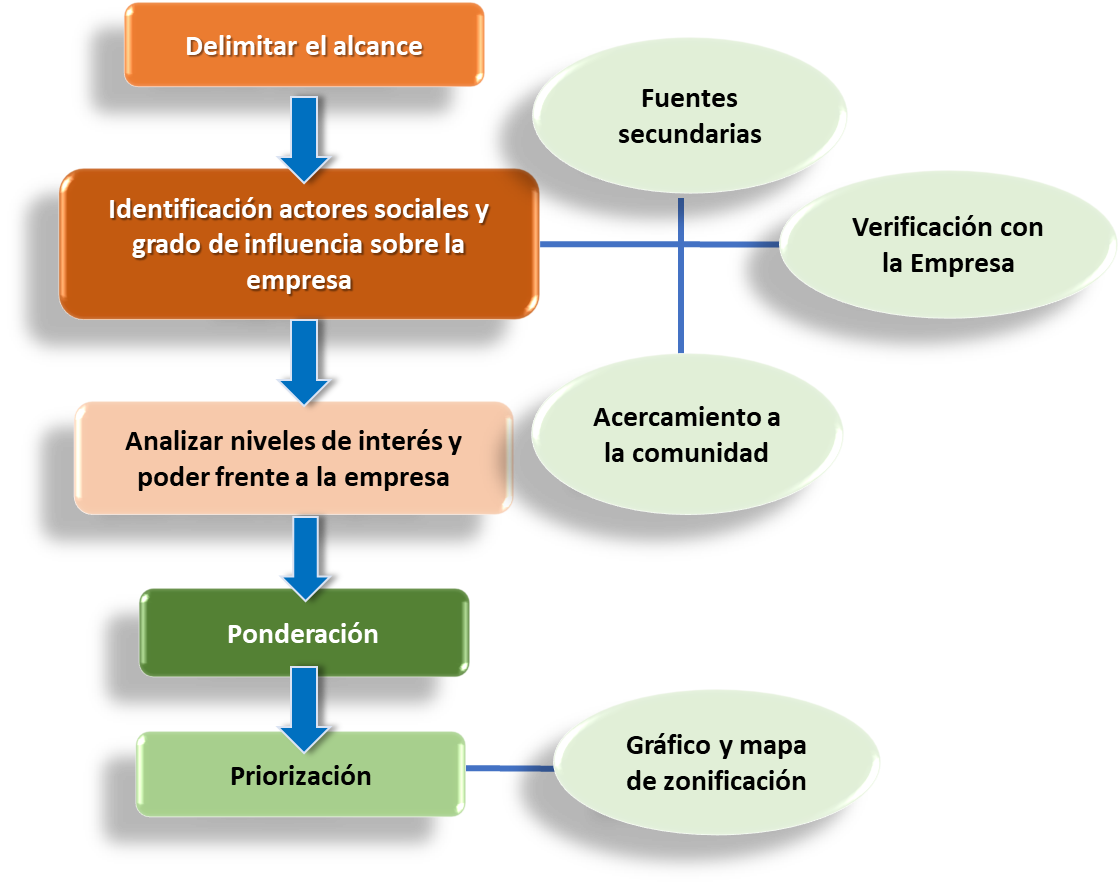 Delimitar el alcance
Fuentes
secundarias
Identificación actores sociales y
grado de influencia sobre la
empresa
Verificación con
la Empresa
Acercamiento a
la comunidad
Analizar niveles de interés y
poder frente a la empresa
Ponderación
Priorización
Gráfico y mapa
de zonificación